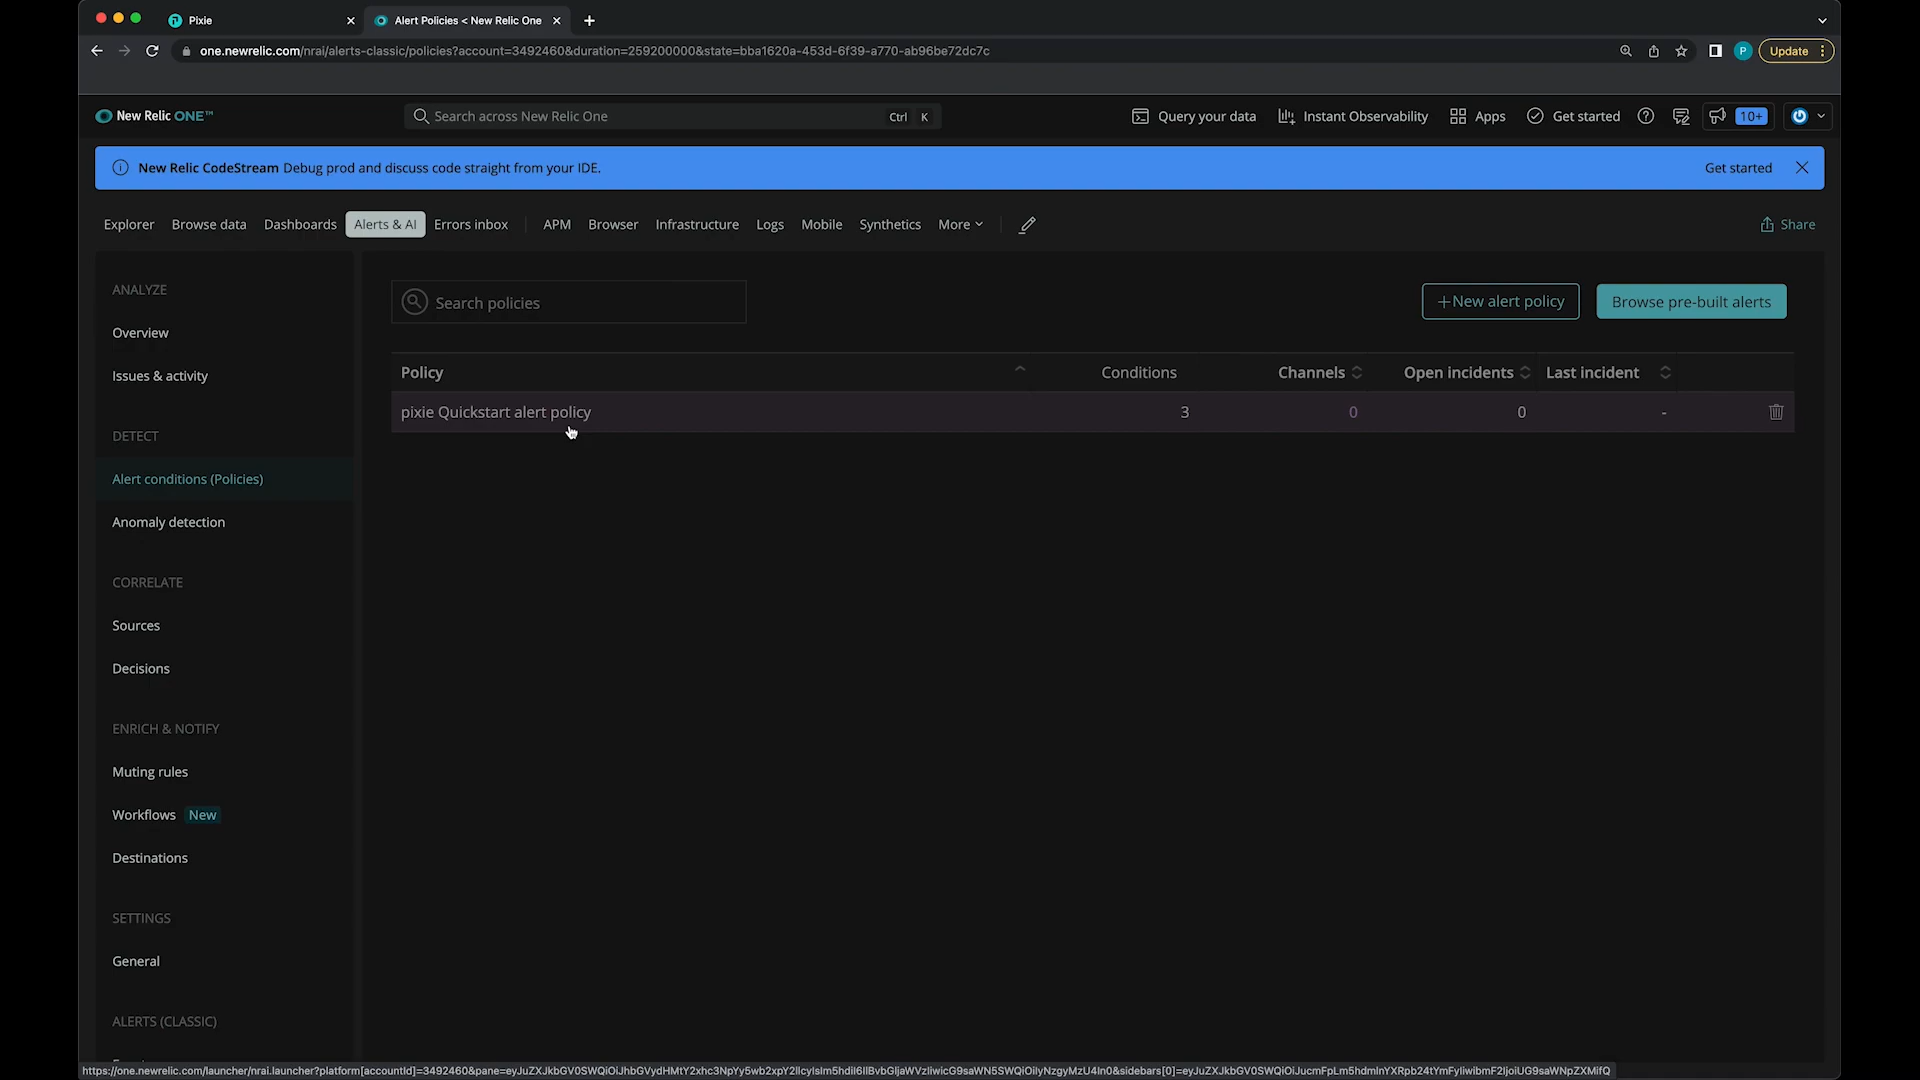 Pixie
Alert Policies < New Relic One
one.newrelic.com/nrai/alerts-classic/policies?account=3492460&duration=259200000&state=bba1620a-453d-6f39-a770-ab96be72dc7c
P
Update
New Relic ONE™
Search across New Relic One
Ctrl K
Query your data
Instant Observability
Apps
Get started
10+
New Relic CodeStream Debug prod and discuss code straight from your IDE.
Get started
Explorer Browse data Dashboards Alerts & AI Errors inbox APM Browser Infrastructure Logs Mobile Synthetics More
Share
ANALYZE
Overview
Issues & activity
DETECT
Alert conditions (Policies)
Anomaly detection
CORRELATE
Sources
Decisions
ENRICH & NOTIFY
Muting rules
Workflows New
Destinations
SETTINGS
General
ALERTS (CLASSIC)
Search policies
+New alert policy
Browse pre-built alerts
Policy Conditions Channels Open incidents Last incident
pixie Quickstart alert policy 3 0 0 -